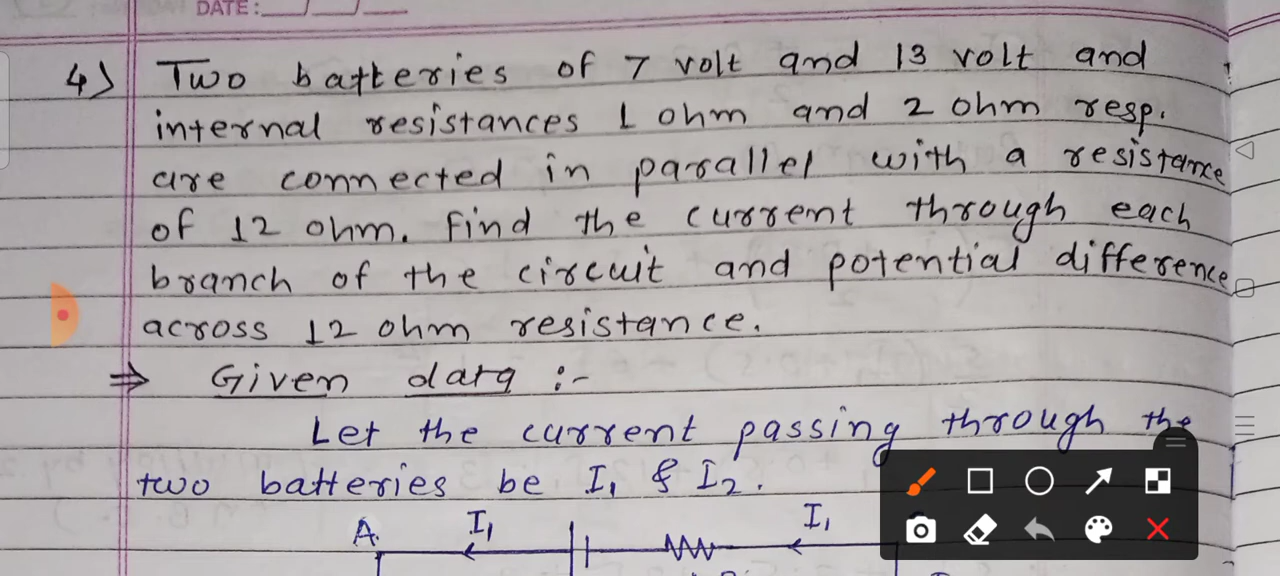 DATE:
4) Two batteries of 7 volt and 13 volt and
internal resistances 1 ohm and 2 ohm resp.
are connected in parallel with a resistance
of 12 ohm. Find the current through each
branch of the circuit and potential difference
across 12 ohm resistance.
⇒ Given data :-
Let the current passing through the
two batteries be I₁ & I₂.
A I₁ I₁